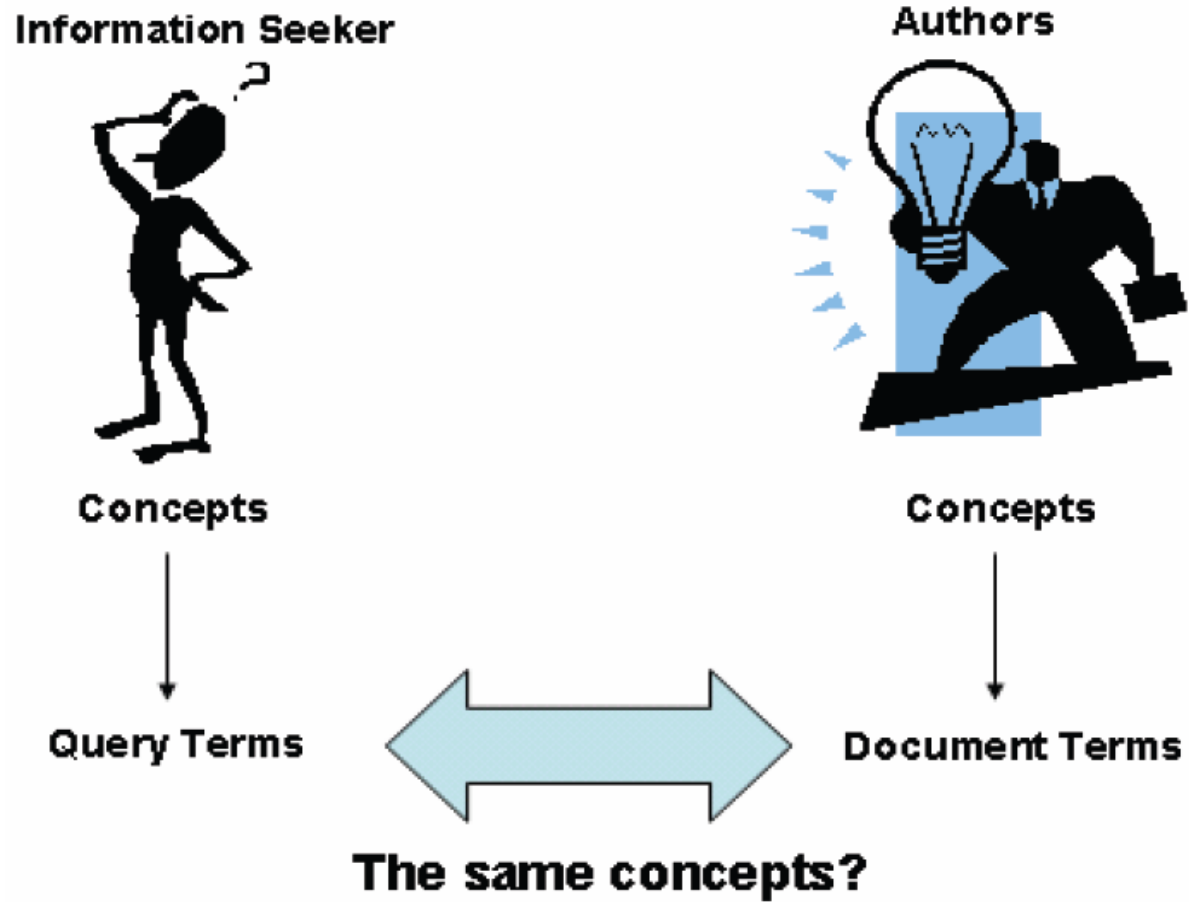 Information Seeker
Authors
Concepts
Concepts
Query Terms
Document Terms
The same concepts?